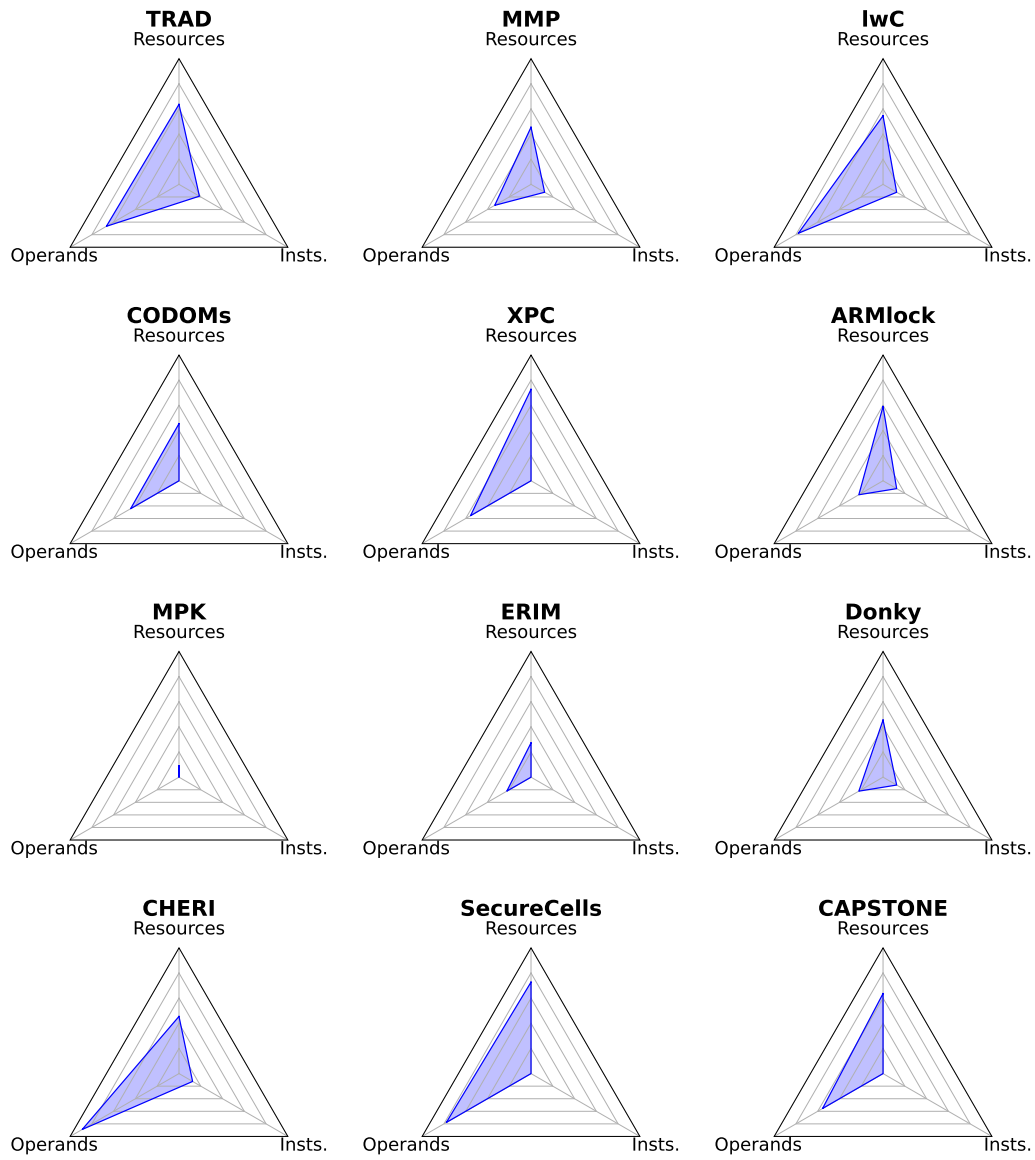 TRAD
Resources
Operands
Insts.
MMP
Resources
Operands
Insts.
lwC
Resources
Operands
Insts.
CODOMs
Resources
Operands
Insts.
XPC
Resources
Operands
Insts.
ARMlock
Resources
Operands
Insts.
MPK
Resources
Operands
Insts.
ERIM
Resources
Operands
Insts.
Donky
Resources
Operands
Insts.
CHERI
Resources
Operands
Insts.
SecureCells
Resources
Operands
Insts.
CAPSTONE
Resources
Operands
Insts.